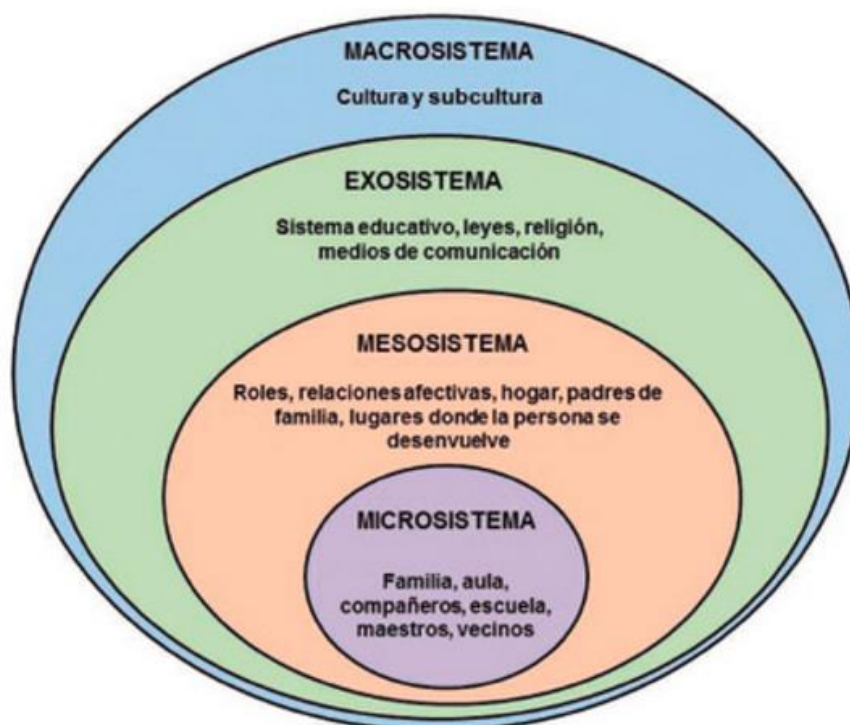 MACROSISTEMA
Cultura y subcultura
EXOSISTEMA
Sistema educativo, leyes, religión,
medios de comunicación
MESOSISTEMA
Roles, relaciones afectivas, hogar, padres de
familia, lugares donde la persona se
desenvuelve
MICROSISTEMA
Familia, aula,
compañeros, escuela,
maestros, vecinos